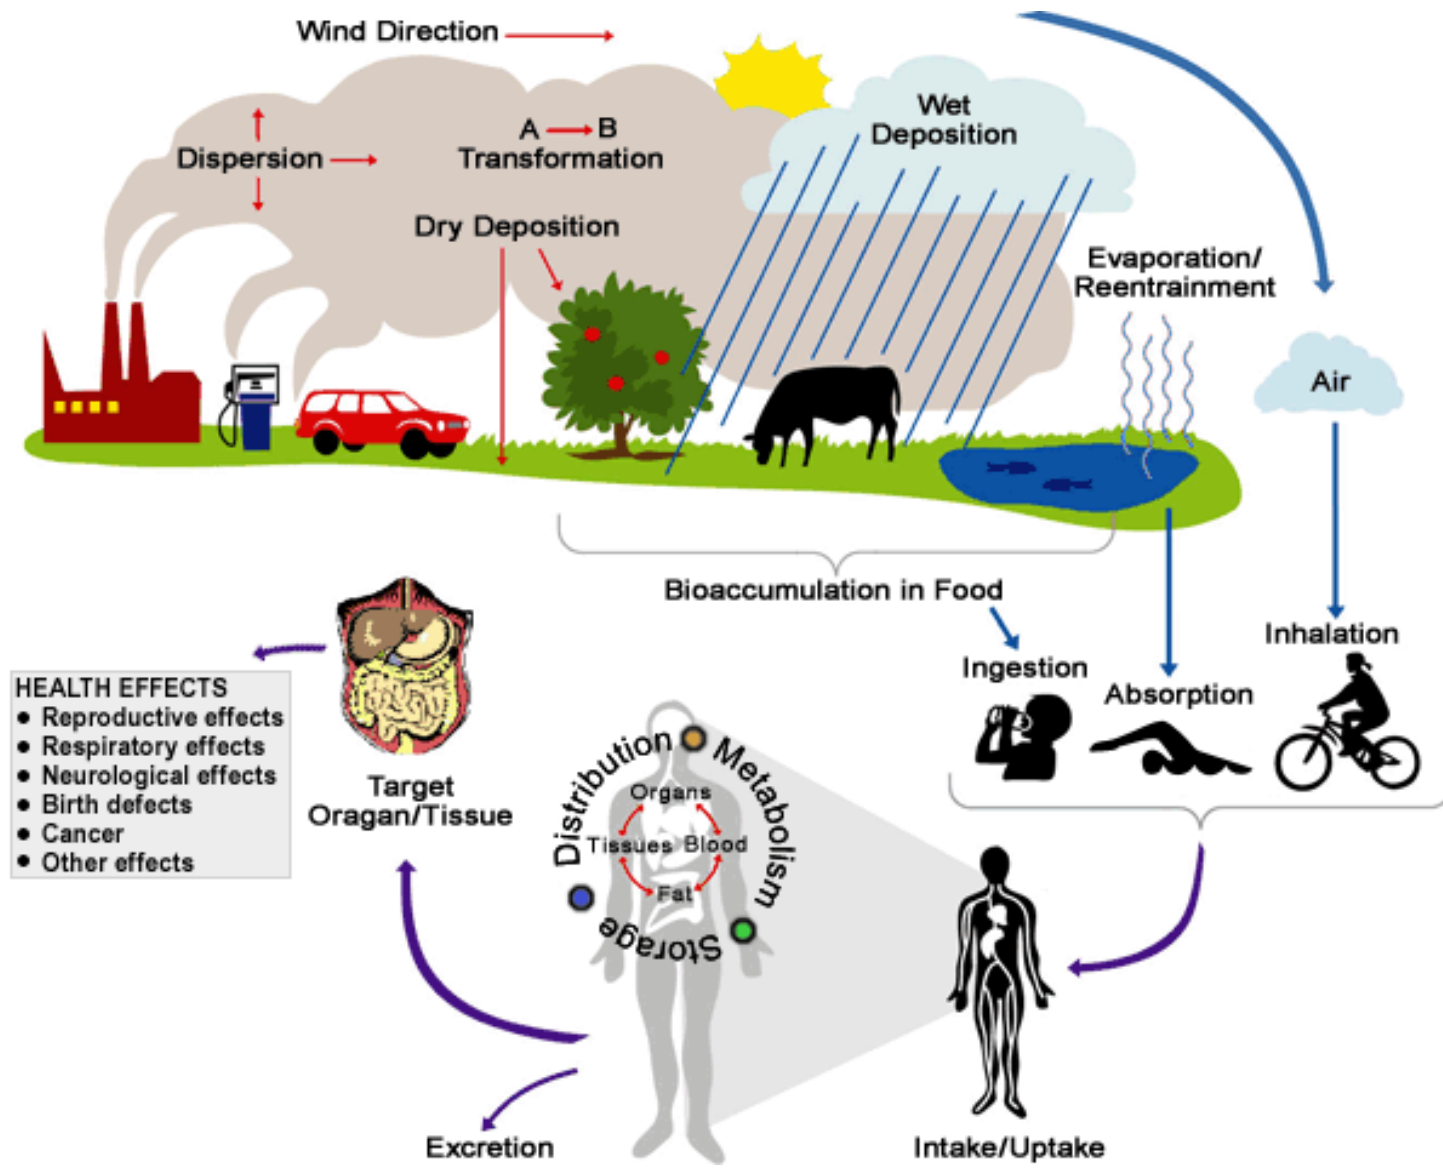 Wind Direction
Wet
Deposition
A B
Transformation
Dispersion
Dry Deposition
Evaporation/
Reentrainment
Air
Bioaccumulation in Food
Ingestion
Absorption
Inhalation
HEALTH EFFECTS
● Reproductive effects
● Respiratory effects
● Neurological effects
● Birth defects
● Cancer
● Other effects
Target
Oragan/Tissue
Distribution
Metabolism
Storage
Organs
Tissues
Blood
Fat
Excretion
Intake/Uptake